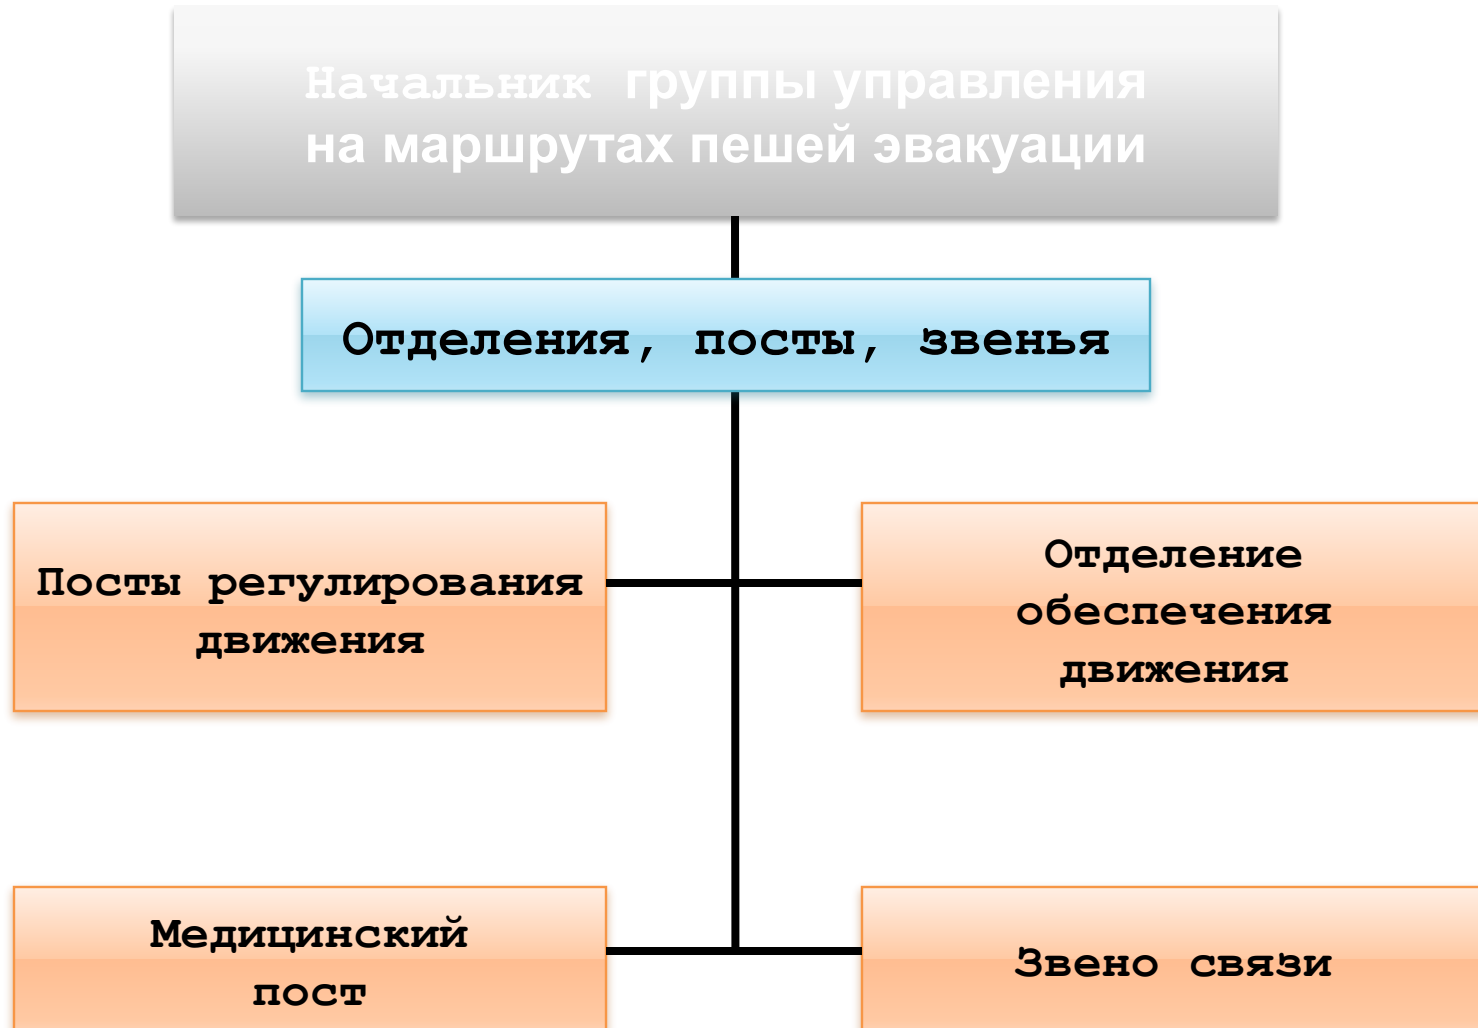 Начальник группы управления
на маршрутах пешей эвакуации
Отделения, посты, звенья
Посты регулирования
движения
Отделение
обеспечения
движения
Медицинский
пост
Звено связи